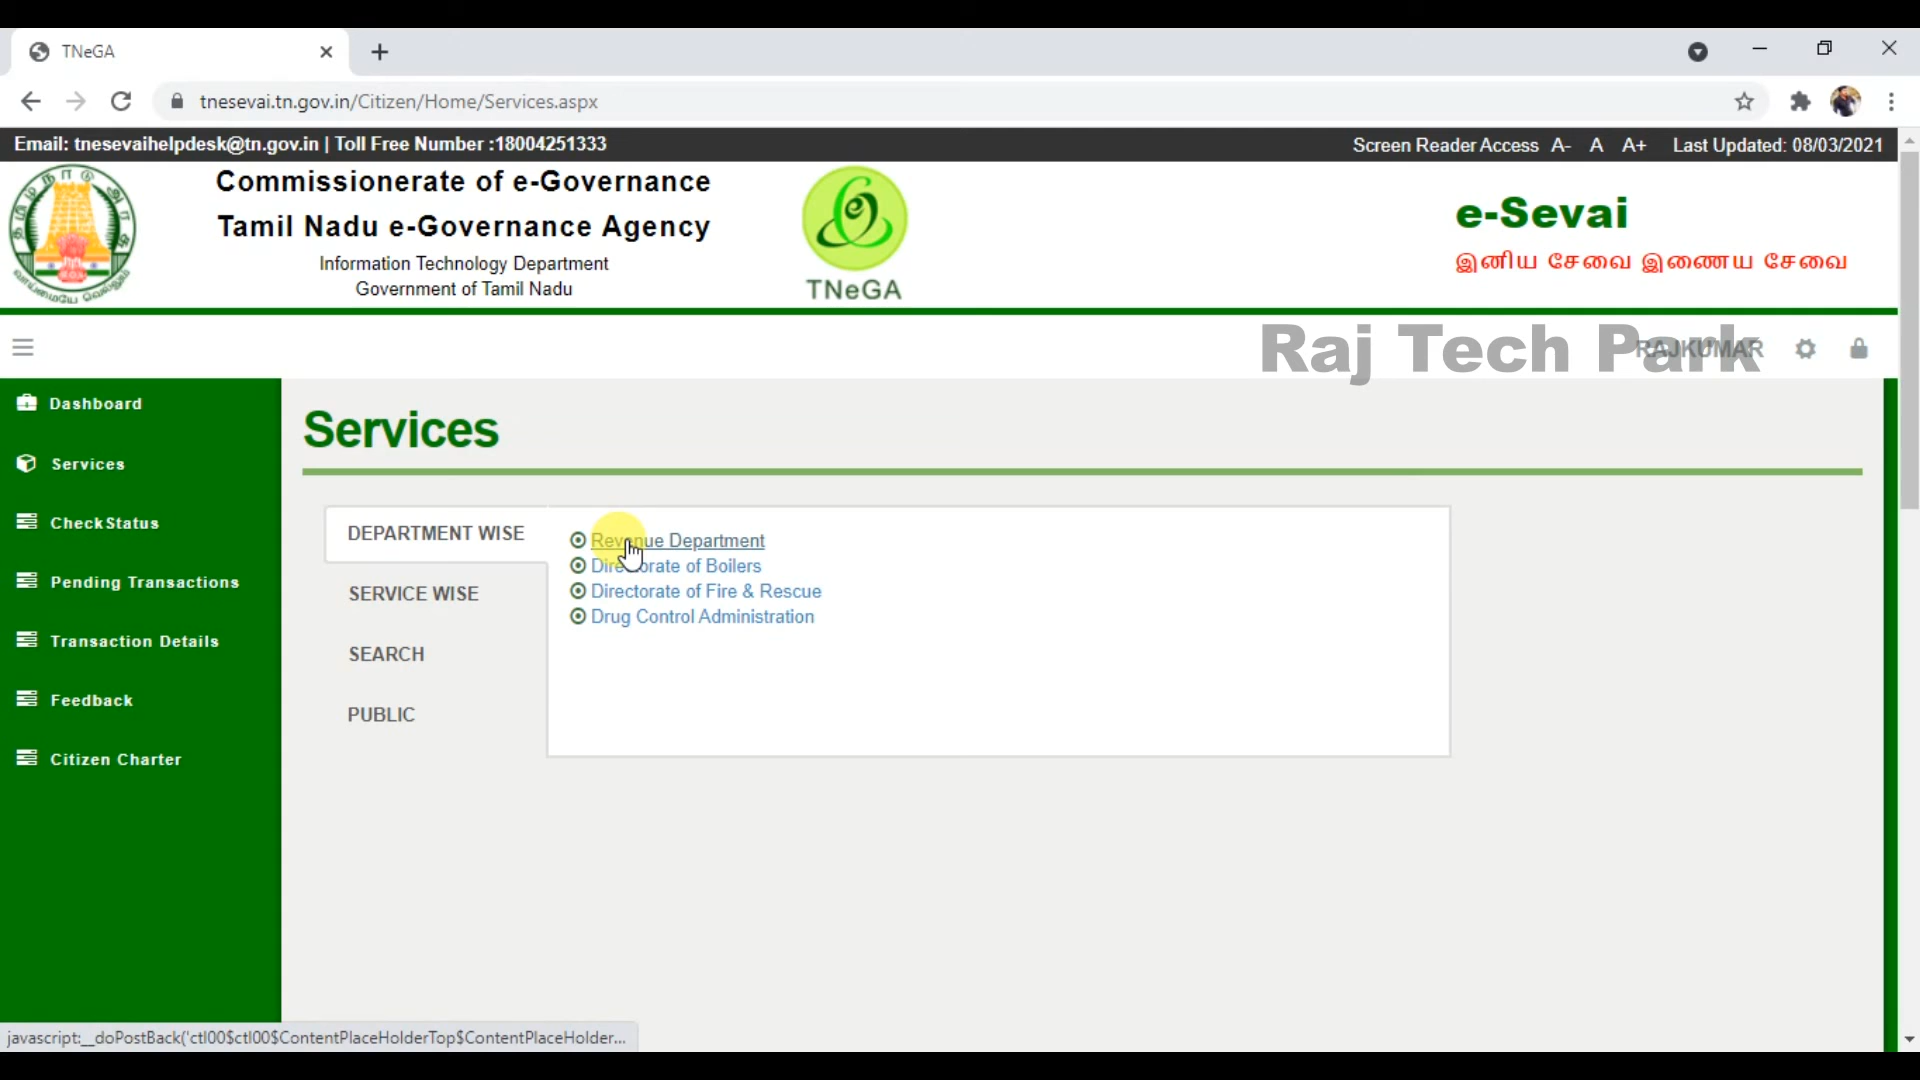 TNeGA
tnesevai.tn.gov.in/Citizen/Home/Services.aspx
Email: tnesevaihelpdesk@tn.gov.in | Toll Free Number :18004251333
Screen Reader Access A- A A+ Last Updated: 08/03/2021
Commissionerate of e-Governance
Tamil Nadu e-Governance Agency
Information Technology Department
Government of Tamil Nadu
TNeGA
e-Sevai
இனிய சேவை இணைய சேவை
Raj Tech Park
RAJKUMAR
Dashboard
Services
CheckStatus
Pending Transactions
Transaction Details
Feedback
Citizen Charter
Services
DEPARTMENT WISE
SERVICE WISE
SEARCH
PUBLIC
Revenue Department
Directorate of Boilers
Directorate of Fire & Rescue
Drug Control Administration
javascript:__doPostBack('ctl00$ctl00$ContentPlaceHolderTop$ContentPlaceHolder...